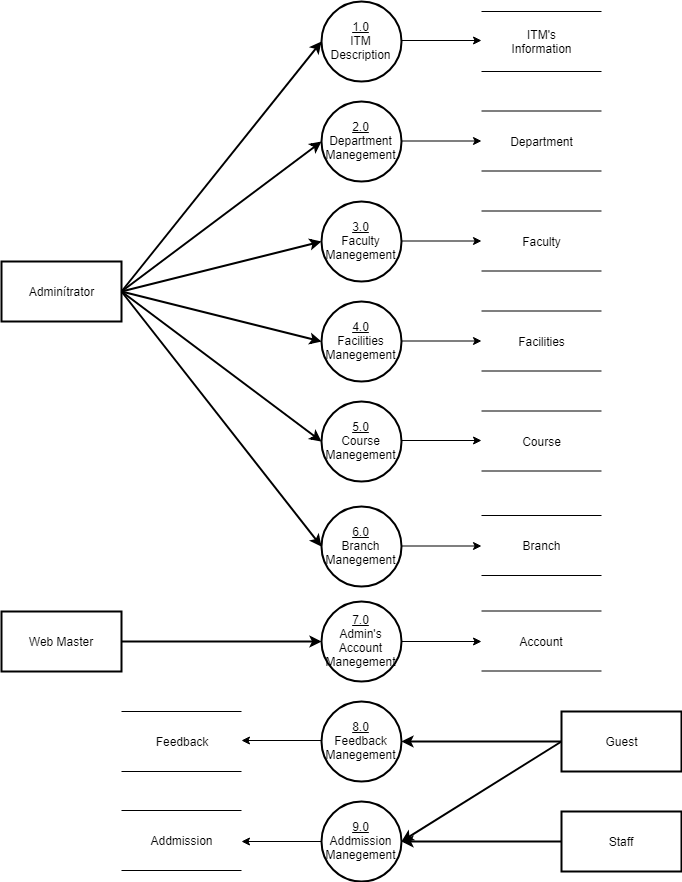 1.0
ITM
Description
ITM's
Information
2.0
Department
Manegement
Department
3.0
Faculty
Manegement
Faculty
Adminítrator
4.0
Facilities
Manegement
Facilities
5.0
Course
Manegement
Course
6.0
Branch
Manegement
Branch
Web Master
7.0
Admin's
Account
Manegement
Account
Feedback
8.0
Feedback
Manegement
Guest
Addmission
9.0
Addmission
Manegement
Staff